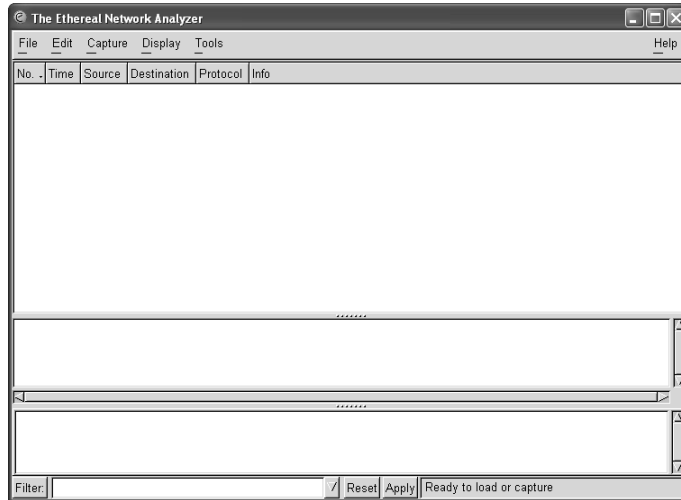 The Ethereal Network Analyzer
File Edit Capture Display Tools Help
No. Time Source Destination Protocol Info
Filter: Reset Apply Ready to load or capture